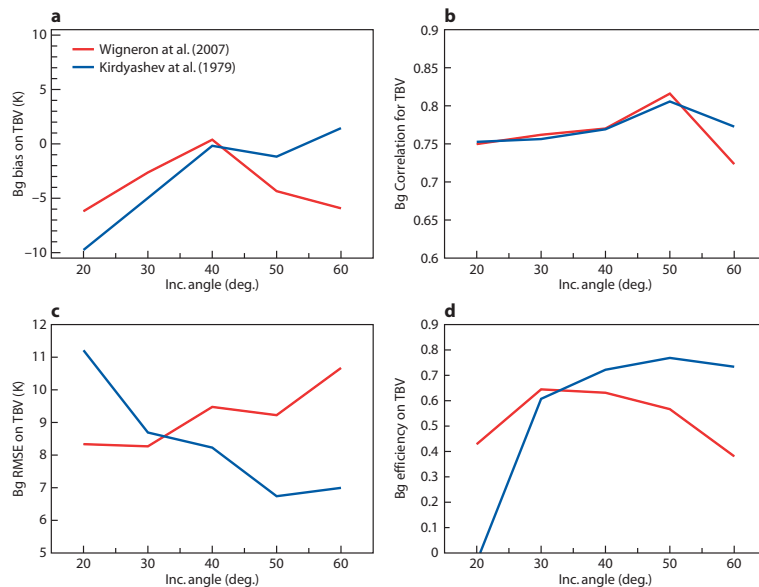 a
Bg bias on TBV (K)
10
5
0
−5
−10
Wigneron at al. (2007)
Kirdyashev at al. (1979)
20 30 40 50 60
Inc. angle (deg.)
b
Bg Correlation for TBV
0.9
0.85
0.8
0.75
0.7
0.65
0.6
20 30 40 50 60
Inc. angle (deg.)
c
Bg RMSE on TBV (K)
12
11
10
9
8
7
6
5
20 30 40 50 60
Inc. angle (deg.)
d
Bg efficiency on TBV
0.9
0.8
0.7
0.6
0.5
0.4
0.3
0.2
0.1
0
20 30 40 50 60
Inc. angle (deg.)